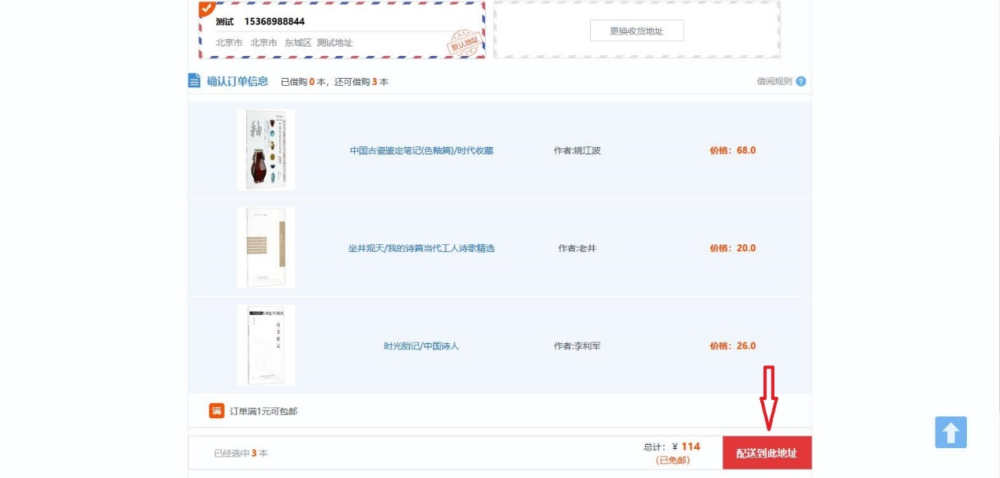 测试 15368988844
北京市 北京市 东城区 测试地址
默认地址
更换收货地址
确认订单信息 已借购0本，还可借购3本
借阅规则 ?
釉
中国古瓷鉴定笔记(色釉篇)/时代收藏 作者:姚江波 价格：68.0
坐井观天/我的诗篇当代工人诗歌精选 作者:老井 价格：20.0
时光胎记
时光胎记/中国诗人 作者:李利军 价格：26.0
满 订单满1元可包邮
已经选中3本
总计：¥ 114
(已免邮)
配送到此地址